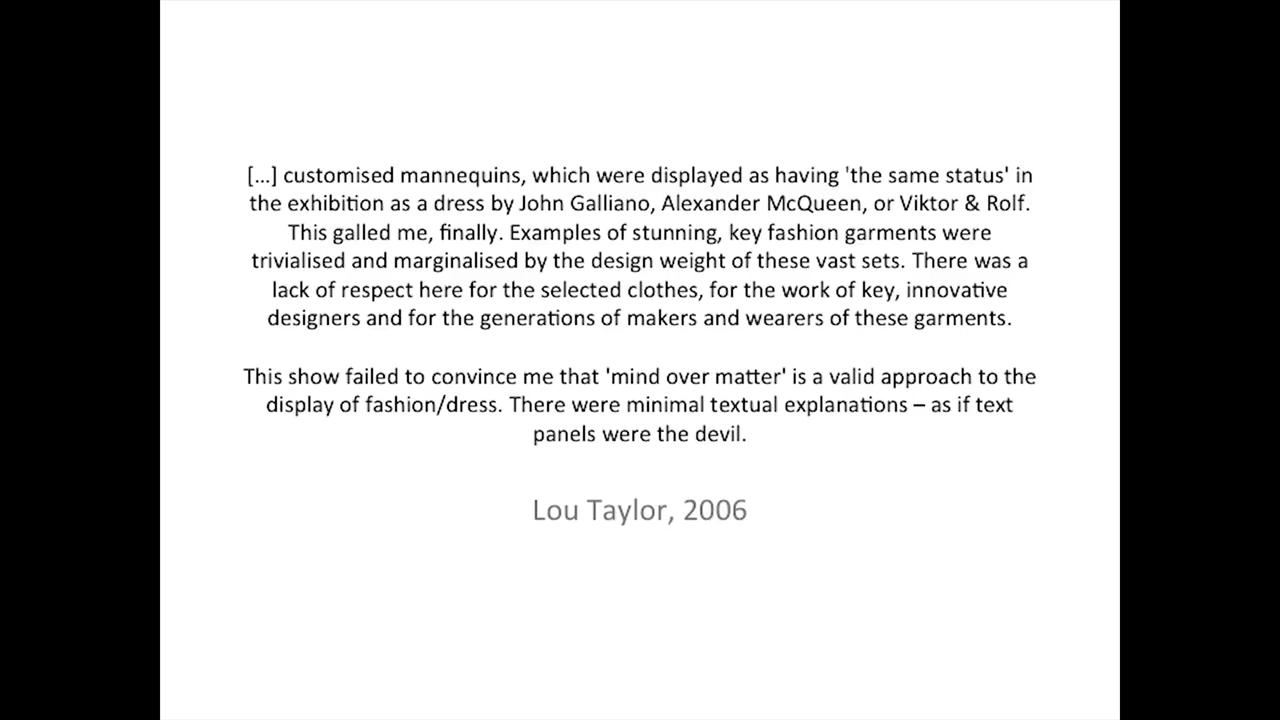 [...] customised mannequins, which were displayed as having 'the same status' in
the exhibition as a dress by John Galliano, Alexander McQueen, or Viktor & Rolf.
This galled me, finally. Examples of stunning, key fashion garments were
trivialised and marginalised by the design weight of these vast sets. There was a
lack of respect here for the selected clothes, for the work of key, innovative
designers and for the generations of makers and wearers of these garments.
This show failed to convince me that 'mind over matter' is a valid approach to the
display of fashion/dress. There were minimal textual explanations – as if text
panels were the devil.
Lou Taylor, 2006